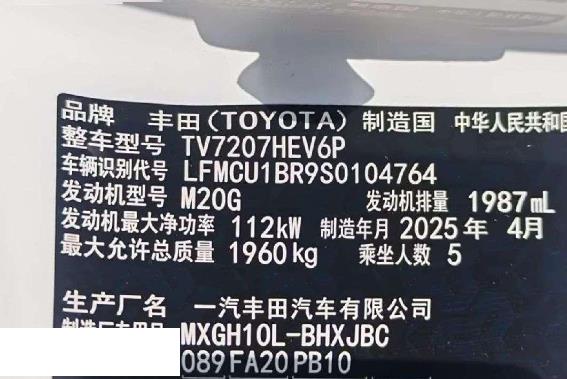 品牌 丰田(TOYOTA) 制造国 中华人民共和国
整车型号 TV7207HEV6P
车辆识别代号 LFMCU1BR9S0104764
发动机型号 M20G 发动机排量 1987mL
发动机最大净功率 112kW 制造年月 2025年 4月
最大允许总质量 1960kg 乘坐人数 5
生产厂名 一汽丰田汽车有限公司
MXGH10L-BHXJBC
089 FA20 PB10